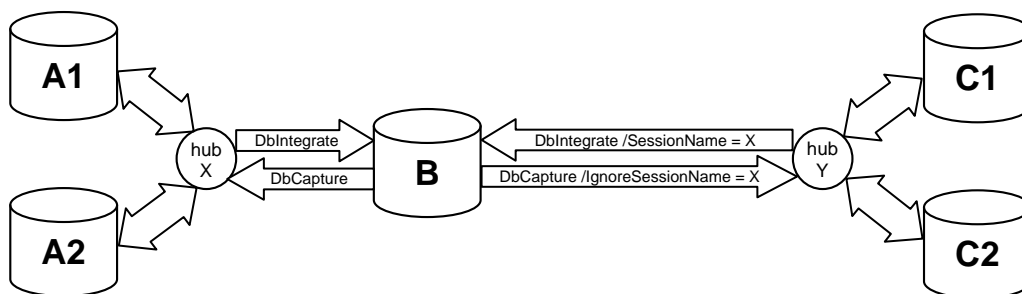 A1
C1
hub
X
DbIntegrate
DbCapture
B
DbIntegrate /SessionName = X
DbCapture /IgnoreSessionName = X
hub
Y
A2
C2